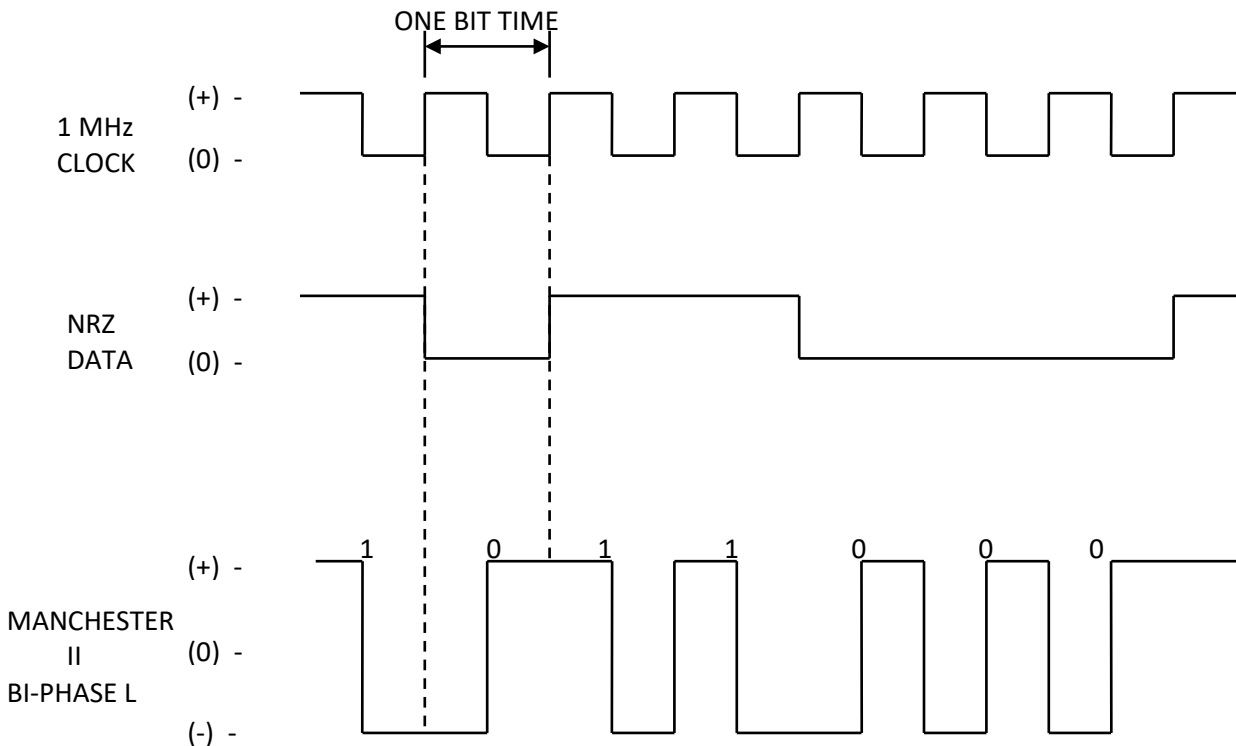 ONE BIT TIME
(+) -
1 MHz
CLOCK
(0) -
(+) -
NRZ
DATA
(0) -
1 0 1 1 0 0 0
(+) -
MANCHESTER
II
BI-PHASE L
(0) -
(-) -